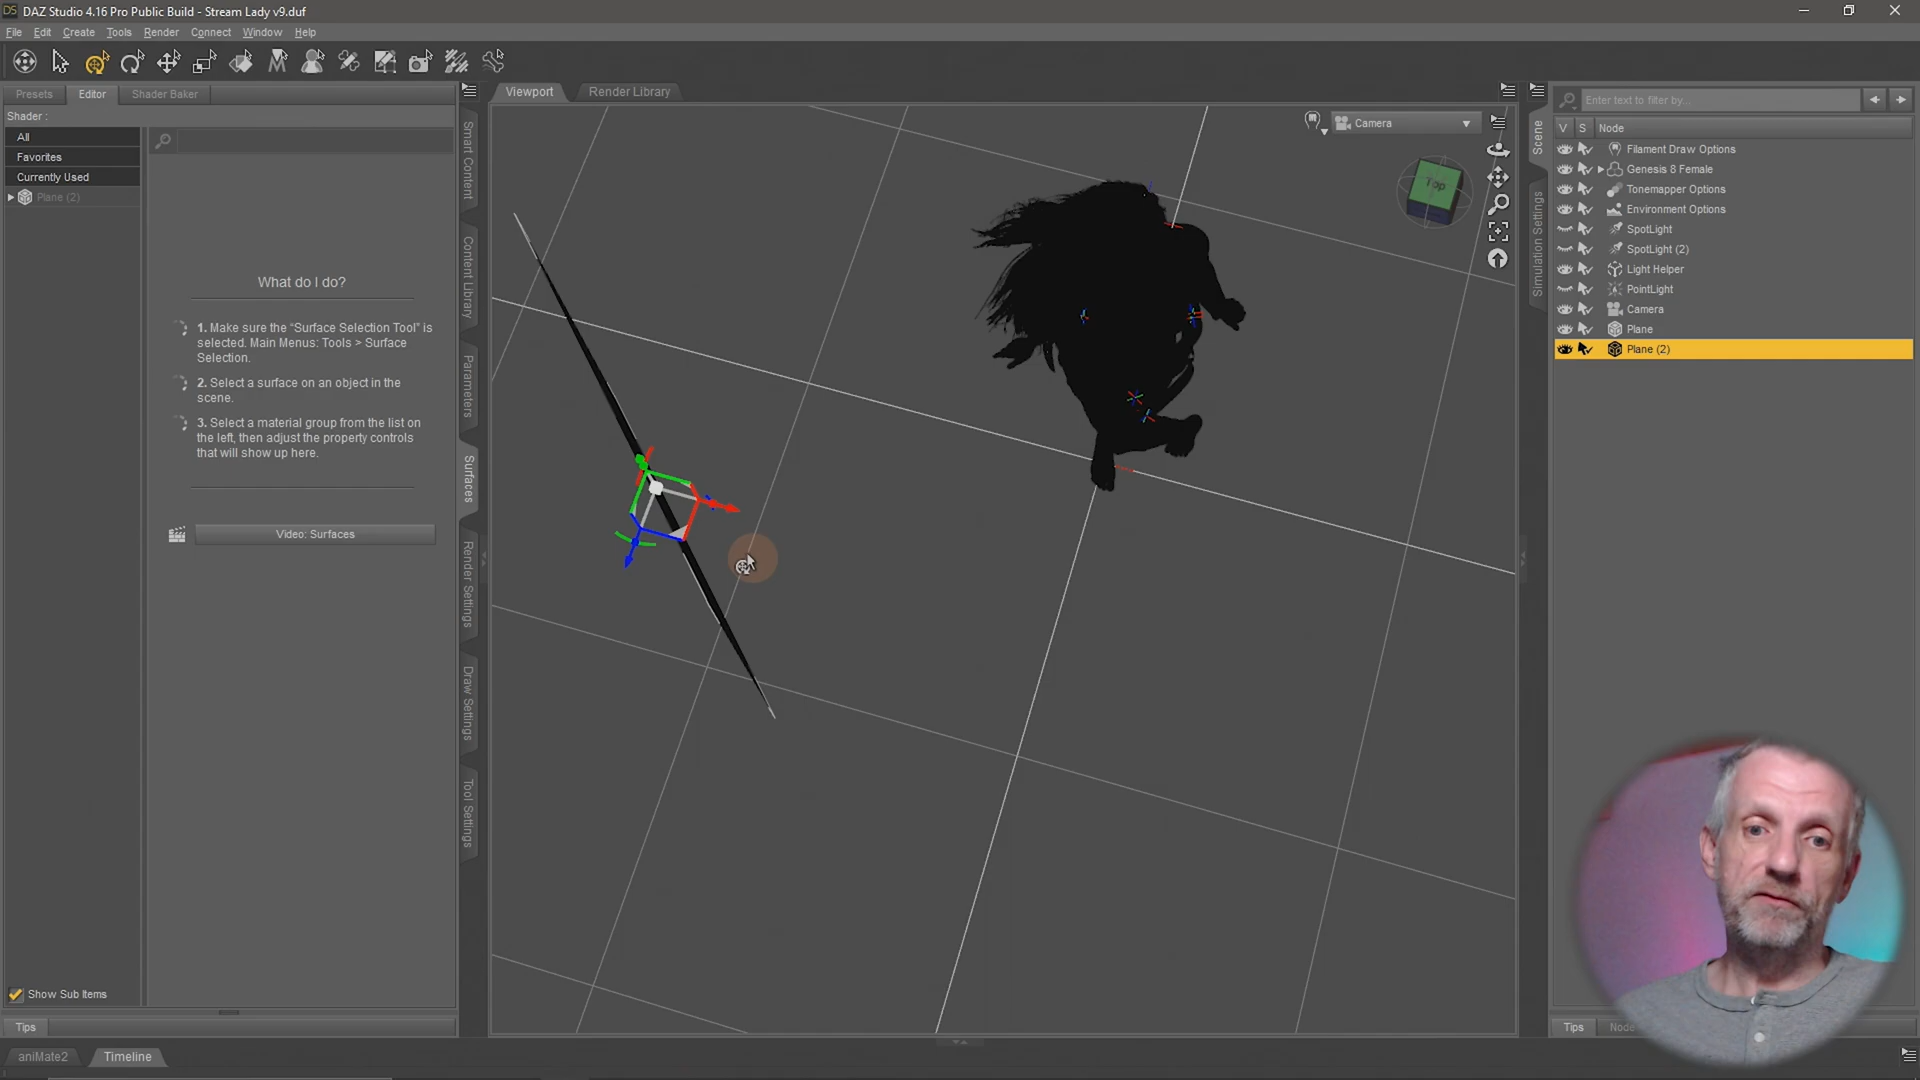 DS DAZ Studio 4.16 Pro Public Build - Stream Lady v9.duf
File Edit Create Tools Render Connect Window Help
Presets Editor Shader Baker
Shader :
All
Favorites
Currently Used
Plane (2)
What do I do?
1. Make sure the “Surface Selection Tool” is
selected. Main Menus: Tools > Surface
Selection.
2. Select a surface on an object in the
scene.
3. Select a material group from the list on
the left, then adjust the property controls
that will show up here.
Video: Surfaces
Show Sub Items
Tips
aniMate2 Timeline
Smart Content
Content Library
Parameters
Surfaces
Render Settings
Draw Settings
Tool Settings
Viewport Render Library
Camera
Top
Scene
Simulation Settings
Enter text to filter by...
V S Node
Filament Draw Options
Genesis 8 Female
Tonemapper Options
Environment Options
SpotLight
SpotLight (2)
Light Helper
PointLight
Camera
Plane
Plane (2)
Tips Node